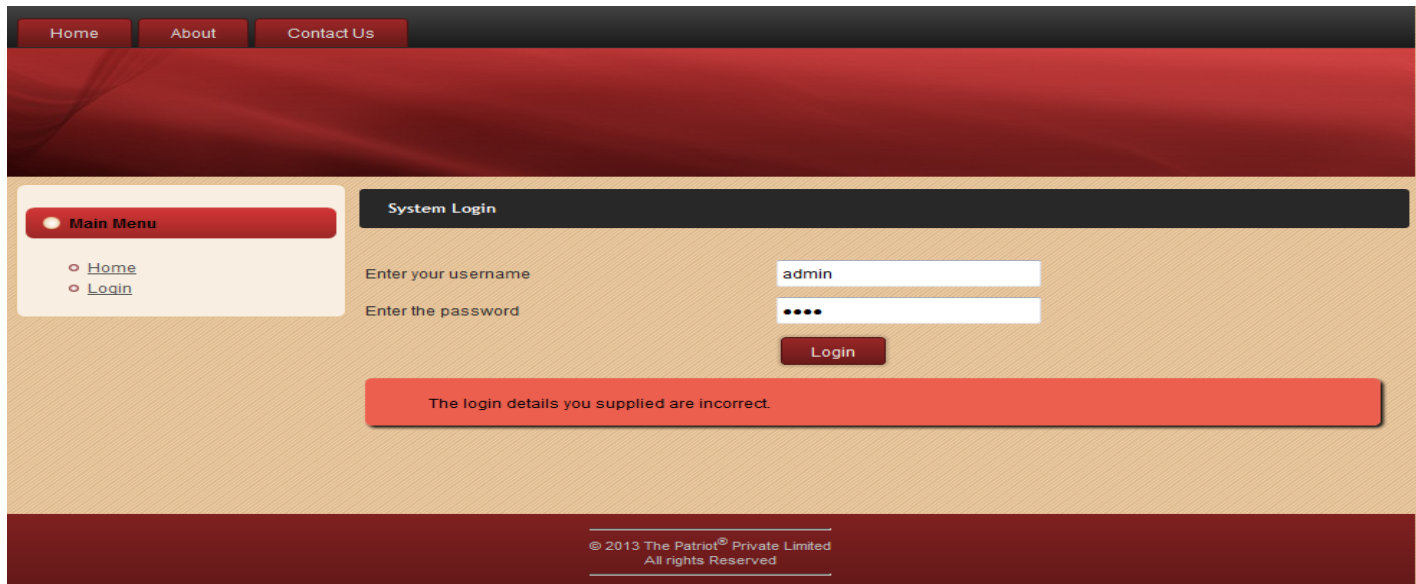 Home About Contact Us
Main Menu
Home
Login
System Login
Enter your username admin
Enter the password ••••
Login
The login details you supplied are incorrect.
© 2013 The Patriot® Private Limited
All rights Reserved